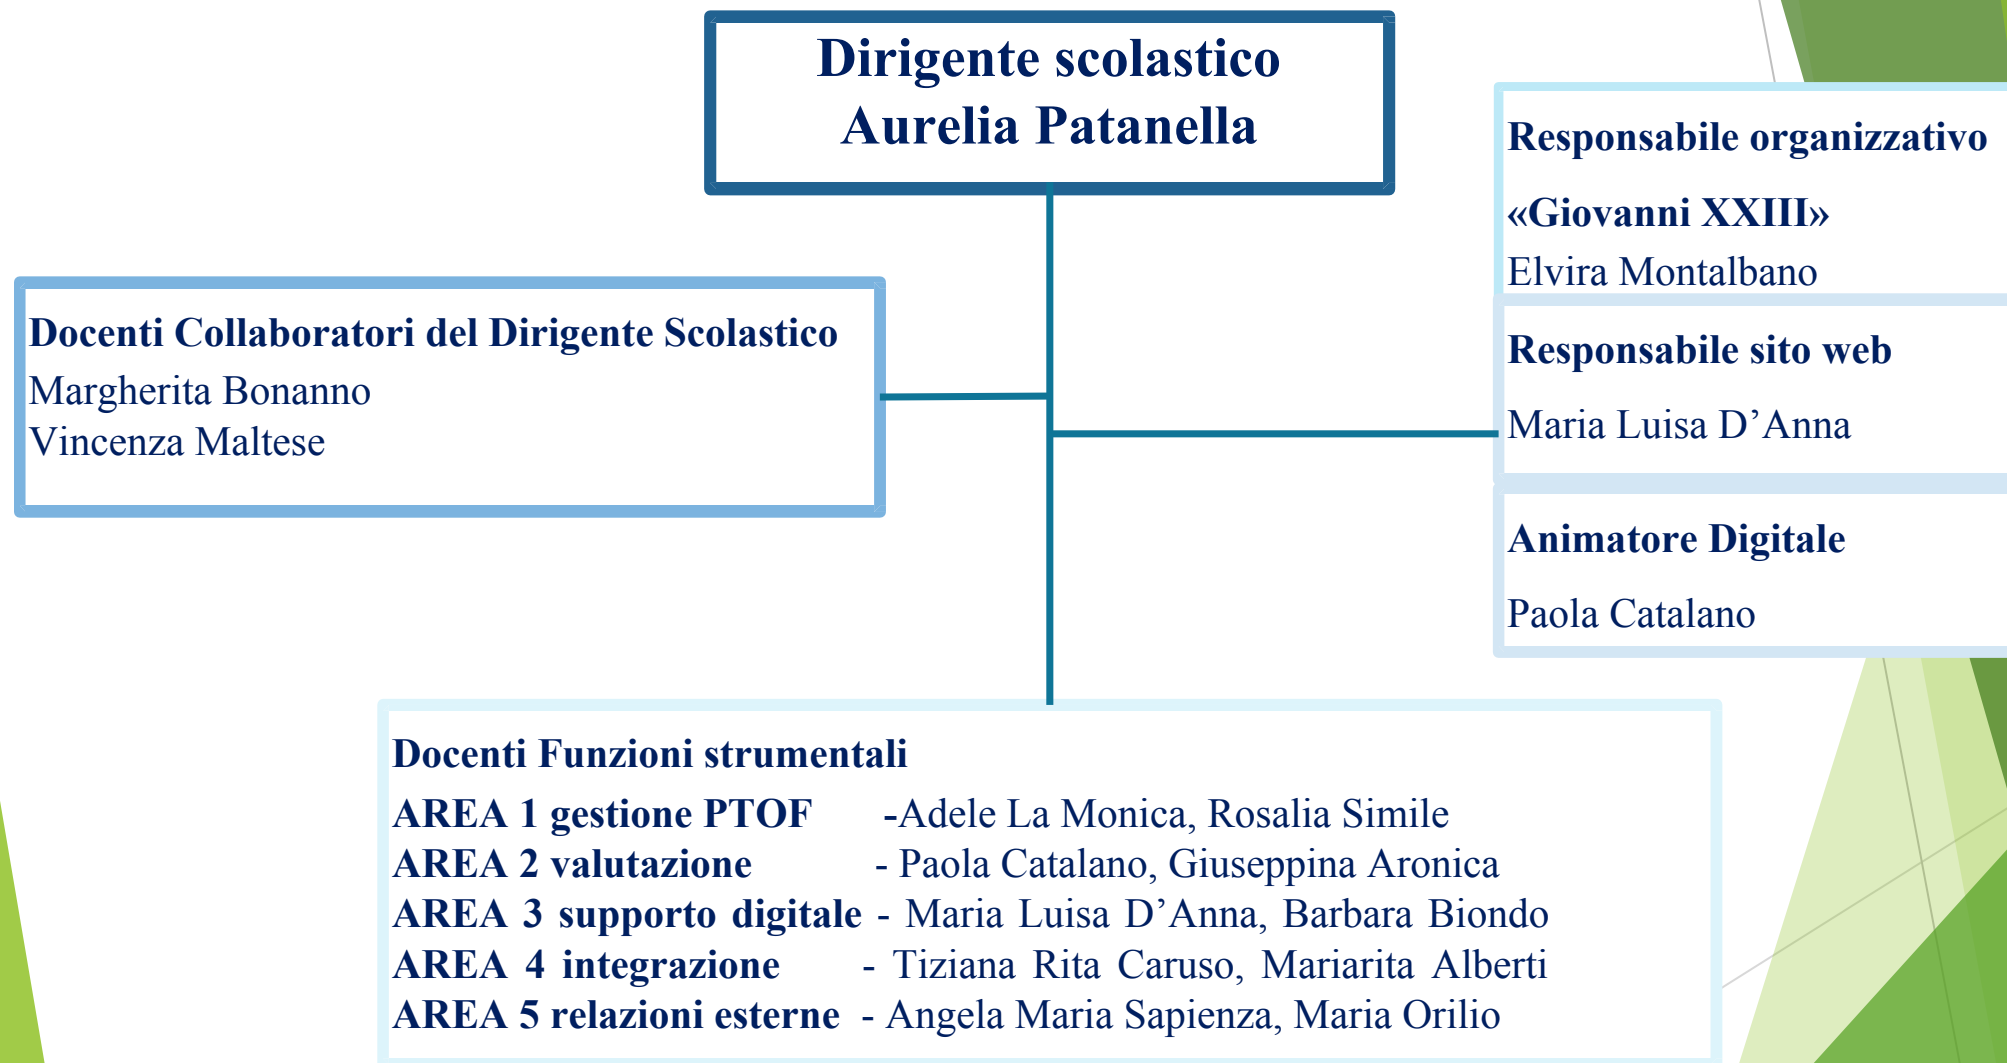 Dirigente scolastico
Aurelia Patanella
Responsabile organizzativo
«Giovanni XXIII»
Elvira Montalbano
Docenti Collaboratori del Dirigente Scolastico
Margherita Bonanno
Vincenza Maltese
Responsabile sito web
Maria Luisa D’Anna
Animatore Digitale
Paola Catalano
Docenti Funzioni strumentali
AREA 1 gestione PTOF -Adele La Monica, Rosalia Simile
AREA 2 valutazione - Paola Catalano, Giuseppina Aronica
AREA 3 supporto digitale - Maria Luisa D’Anna, Barbara Biondo
AREA 4 integrazione - Tiziana Rita Caruso, Mariarita Alberti
AREA 5 relazioni esterne - Angela Maria Sapienza, Maria Orilio